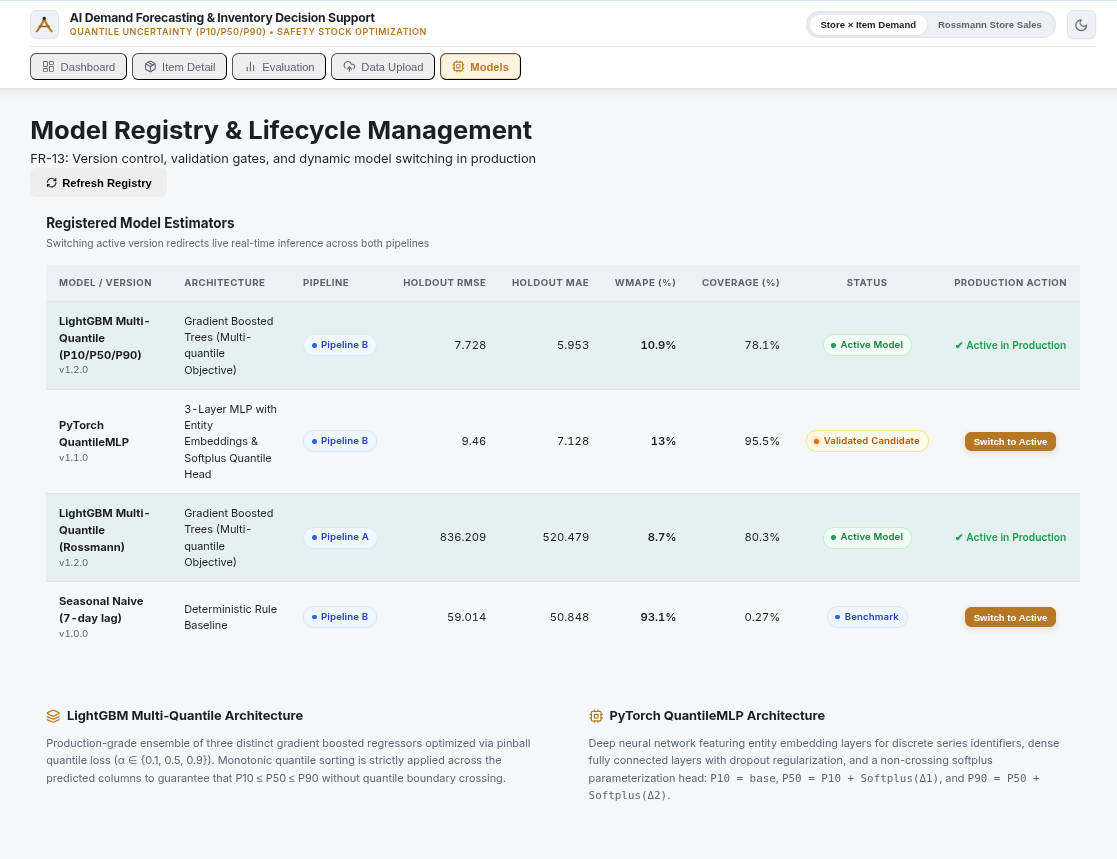 AI Demand Forecasting & Inventory Decision Support
QUANTILE UNCERTAINTY (P10/P50/P90) • SAFETY STOCK OPTIMIZATION
Store × Item Demand
Rossmann Store Sales
Dashboard
Item Detail
Evaluation
Data Upload
Models
Model Registry & Lifecycle Management
FR-13: Version control, validation gates, and dynamic model switching in production
Refresh Registry
Registered Model Estimators
Switching active version redirects live real-time inference across both pipelines
MODEL / VERSION ARCHITECTURE PIPELINE HOLDOUT RMSE HOLDOUT MAE WMAPE (%) COVERAGE (%) STATUS PRODUCTION ACTION
LightGBM Multi-
Quantile
(P10/P50/P90)
v1.2.0
Gradient Boosted
Trees (Multi-
quantile
Objective)
Pipeline B
7.728
5.953
10.9%
78.1%
Active Model
✔ Active in Production
PyTorch
QuantileMLP
v1.1.0
3-Layer MLP with
Entity
Embeddings &
Softplus Quantile
Head
Pipeline B
9.46
7.128
13%
95.5%
Validated Candidate
Switch to Active
LightGBM Multi-
Quantile
(Rossmann)
v1.2.0
Gradient Boosted
Trees (Multi-
quantile
Objective)
Pipeline A
836.209
520.479
8.7%
80.3%
Active Model
✔ Active in Production
Seasonal Naive
(7-day lag)
v1.0.0
Deterministic Rule
Baseline
Pipeline B
59.014
50.848
93.1%
0.27%
Benchmark
Switch to Active
LightGBM Multi-Quantile Architecture
Production-grade ensemble of three distinct gradient boosted regressors optimized via pinball
quantile loss (α ∈ {0.1, 0.5, 0.9}). Monotonic quantile sorting is strictly applied across the
predicted columns to guarantee that P10 ≤ P50 ≤ P90 without quantile boundary crossing.
PyTorch QuantileMLP Architecture
Deep neural network featuring entity embedding layers for discrete series identifiers, dense
fully connected layers with dropout regularization, and a non-crossing softplus
parameterization head: P10 = base, P50 = P10 + Softplus(Δ1), and P90 = P50 +
Softplus(Δ2).